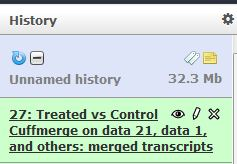 History
Unnamed history
32.3 Mb
27: Treated vs Control
Cuffmerge on data 21, data 1,
and others: merged transcripts